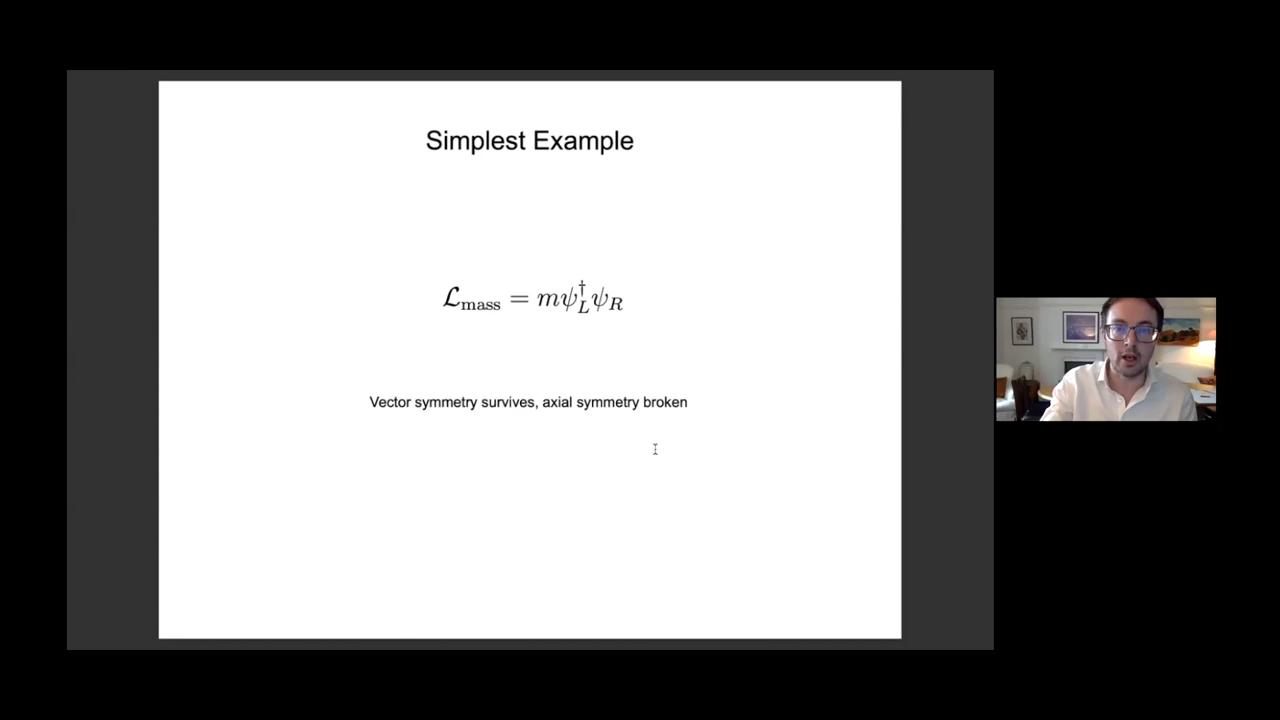 Simplest Example
$\mathcal{L}_{\text{mass}} = m\psi_L^\dagger \psi_R$
Vector symmetry survives, axial symmetry broken